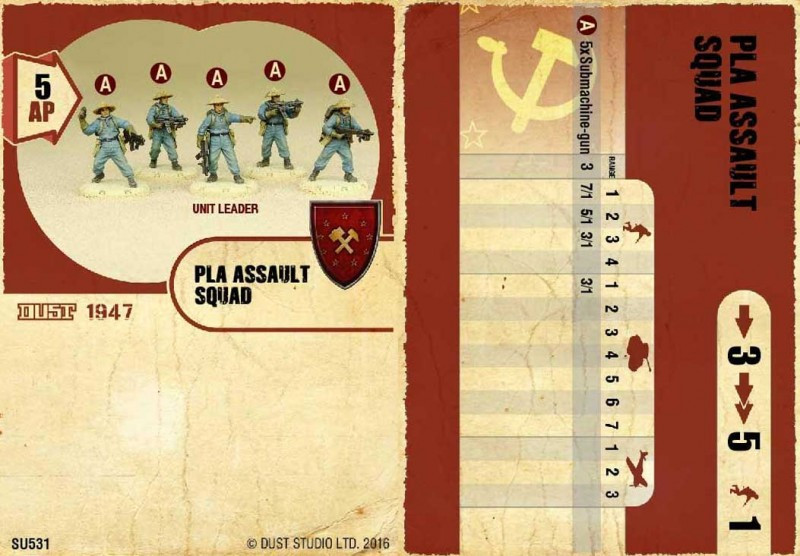 5
AP
A A A A A
UNIT LEADER
PLA ASSAULT
SQUAD
DUST 1947
SU531
© DUST STUDIO LTD. 2016
PLA ASSAULT
SQUAD
3 5 1
RANGE 1 2 3 4 1 2 3 4 5 6 7 1 2 3
A 5xSubmachine-gun 3 7/1 5/1 3/1 3/1